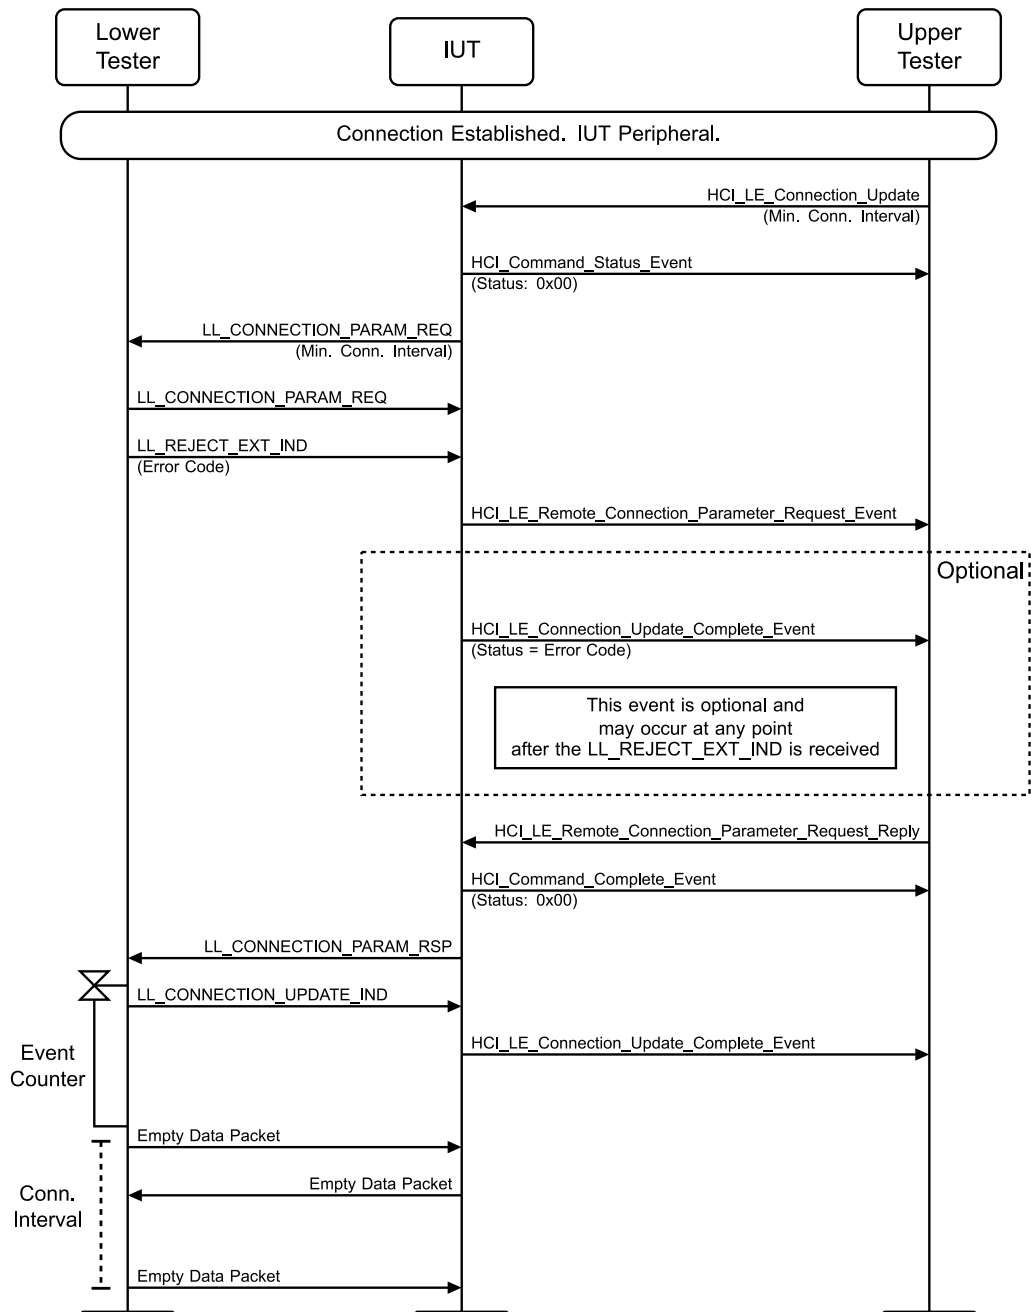 Lower
Tester
IUT
Upper
Tester
Connection Established. IUT Peripheral.
HCI_LE_Connection_Update
(Min. Conn. Interval)
HCI_Command_Status_Event
(Status: 0x00)
LL_CONNECTION_PARAM_REQ
(Min. Conn. Interval)
LL_CONNECTION_PARAM_REQ
LL_REJECT_EXT_IND
(Error Code)
HCI_LE_Remote_Connection_Parameter_Request_Event
Optional
HCI_LE_Connection_Update_Complete_Event
(Status = Error Code)
This event is optional and
may occur at any point
after the LL_REJECT_EXT_IND is received
HCI_LE_Remote_Connection_Parameter_Request_Reply
HCI_Command_Complete_Event
(Status: 0x00)
LL_CONNECTION_PARAM_RSP
LL_CONNECTION_UPDATE_IND
HCI_LE_Connection_Update_Complete_Event
Event
Counter
Empty Data Packet
Empty Data Packet
Conn.
Interval
Empty Data Packet